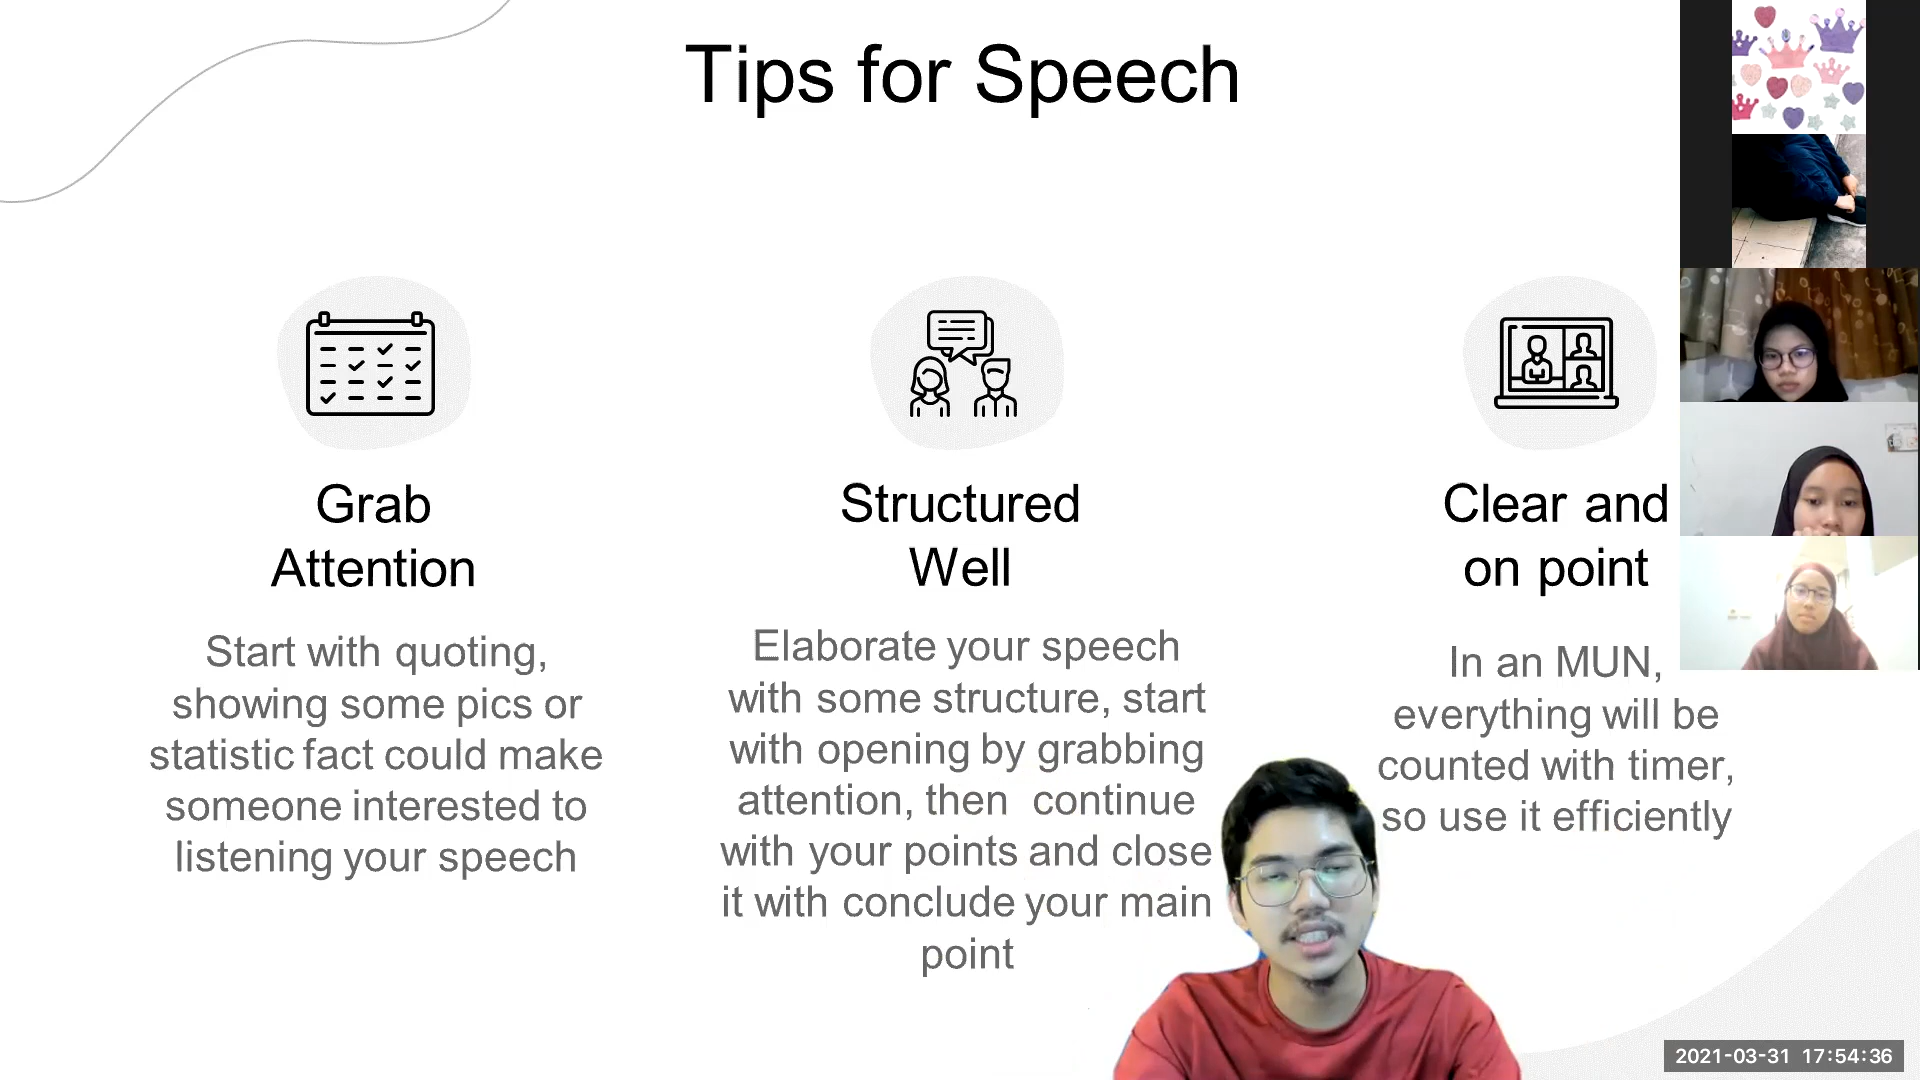 Tips for Speech
Grab
Attention
Start with quoting,
showing some pics or
statistic fact could make
someone interested to
listening your speech
Structured
Well
Elaborate your speech
with some structure, start
with opening by grabbing
attention, then continue
with your points and close
it with conclude your main
point
Clear and
on point
In an MUN,
everything will be
counted with timer,
so use it efficiently
2021-03-31 17:54:36